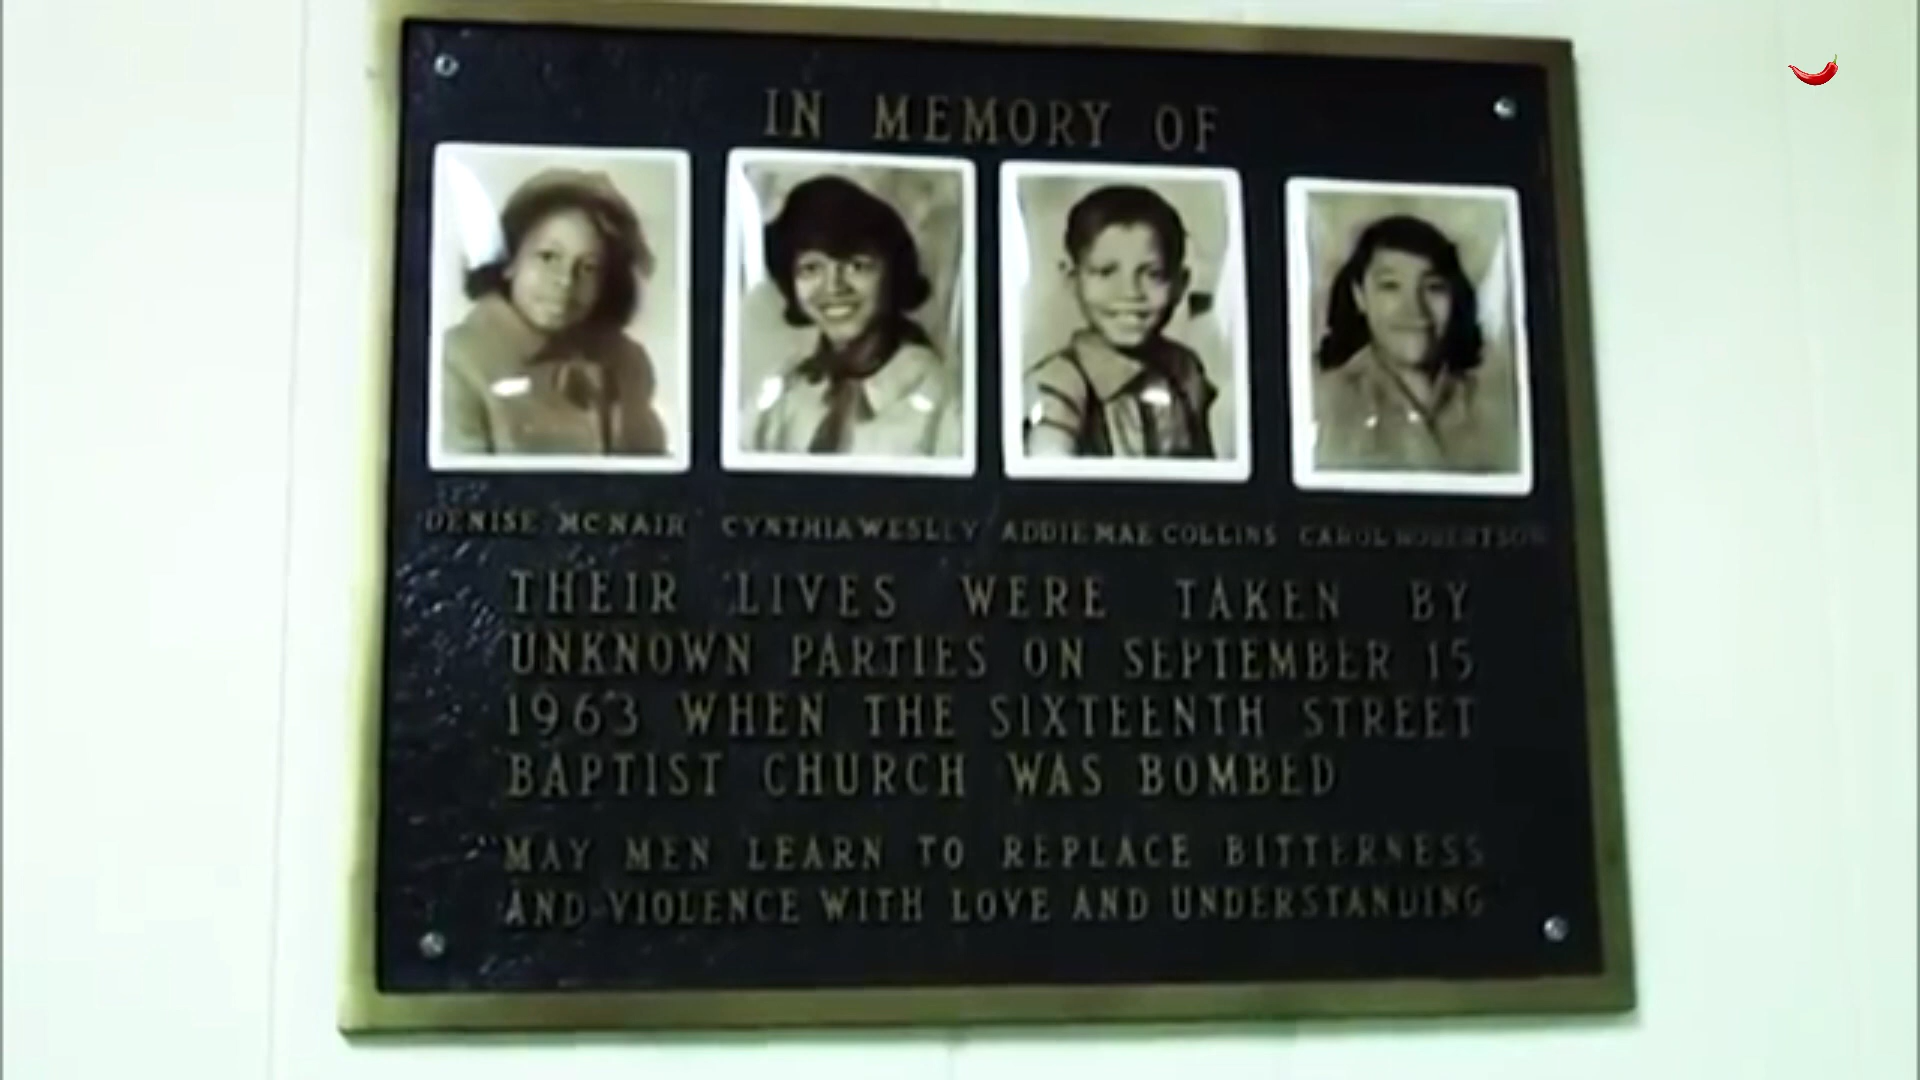 IN MEMORY OF
DENISE MCNAIR CYNTHIA WESLEY ADDIE MAE COLLINS CAROL ROBERTSON
THEIR LIVES WERE TAKEN BY
UNKNOWN PARTIES ON SEPTEMBER 15
1963 WHEN THE SIXTEENTH STREET
BAPTIST CHURCH WAS BOMBED
"MAY MEN LEARN TO REPLACE BITTERNESS
AND VIOLENCE WITH LOVE AND UNDERSTANDING